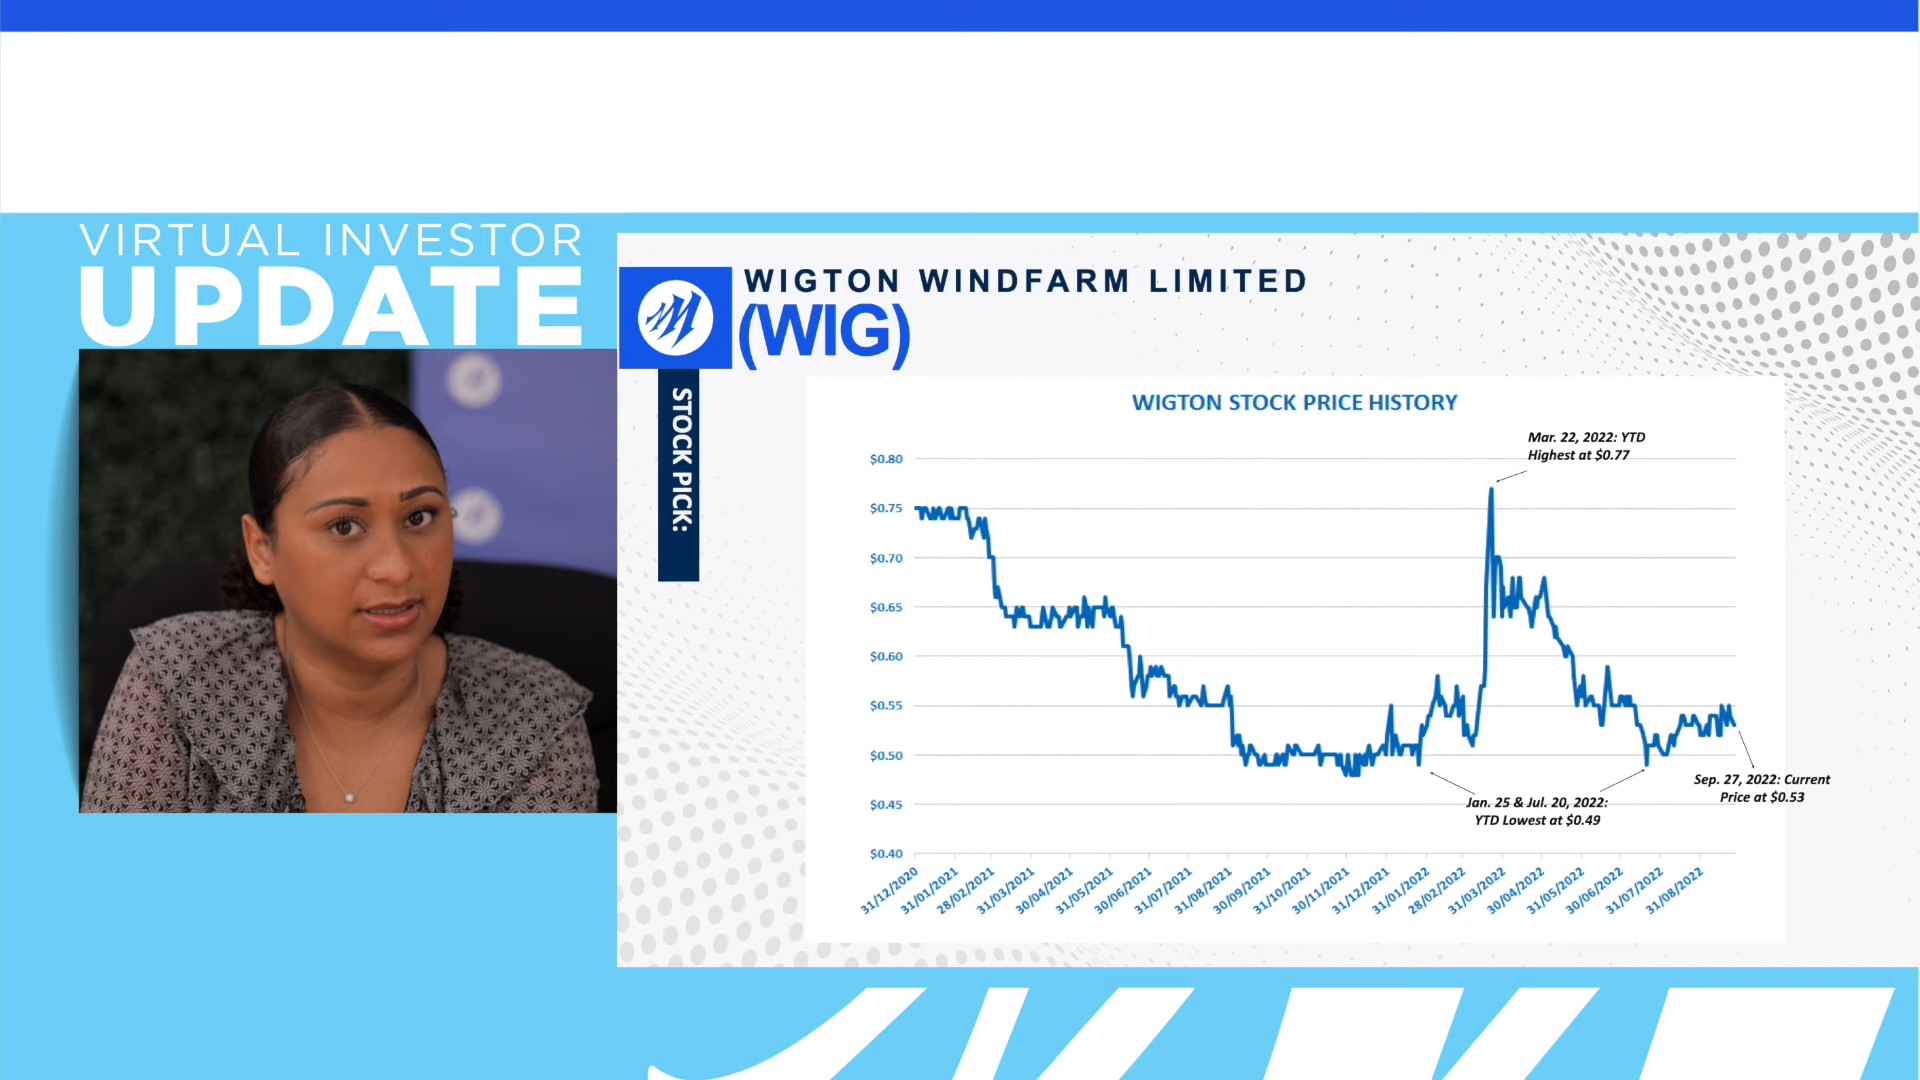 VIRTUAL INVESTOR
UPDATE
WIGTON WINDFARM LIMITED
(WIG)
STOCK PICK:
WIGTON STOCK PRICE HISTORY
Mar. 22, 2022: YTD
Highest at $0.77
$0.80
$0.75
$0.70
$0.65
$0.60
$0.55
$0.50
$0.45
$0.40
Jan. 25 & Jul. 20, 2022:
YTD Lowest at $0.49
Sep. 27, 2022: Current
Price at $0.53
31/12/2020
31/01/2021
28/02/2021
31/03/2021
30/04/2021
31/05/2021
30/06/2021
31/07/2021
31/08/2021
30/09/2021
31/10/2021
30/11/2021
31/12/2021
31/01/2022
28/02/2022
31/03/2022
30/04/2022
31/05/2022
30/06/2022
31/07/2022
31/08/2022